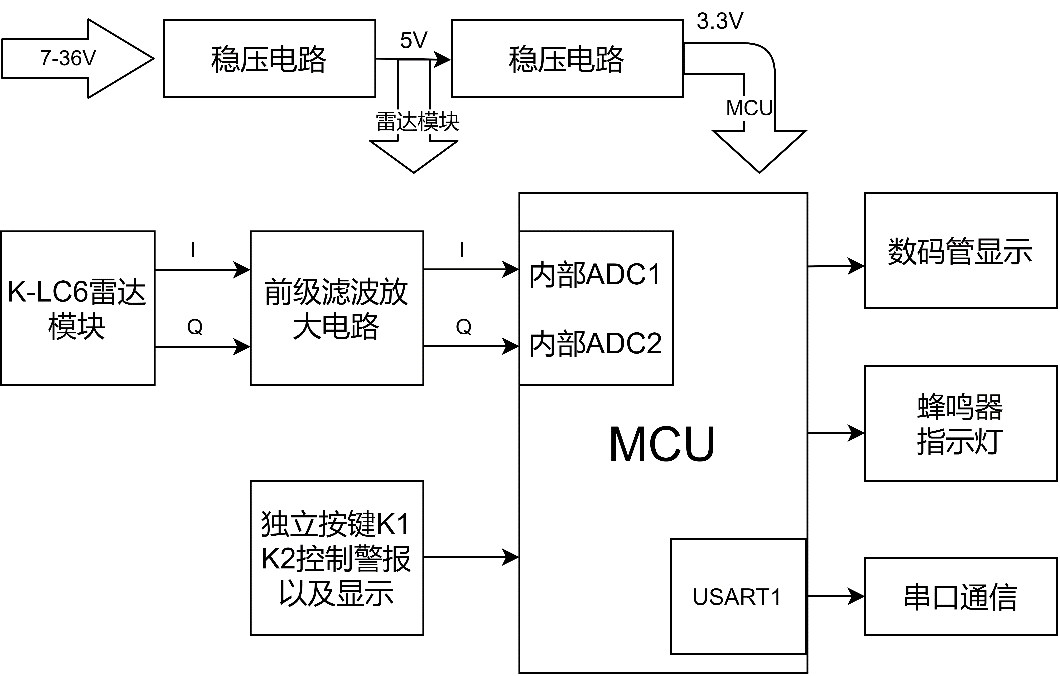 7-36V
稳压电路
5V
稳压电路
3.3V
雷达模块
MCU
K-LC6雷达
模块
I
Q
前级滤波放
大电路
I
Q
内部ADC1
内部ADC2
MCU
数码管显示
蜂鸣器
指示灯
独立按键K1
K2控制警报
以及显示
USART1
串口通信